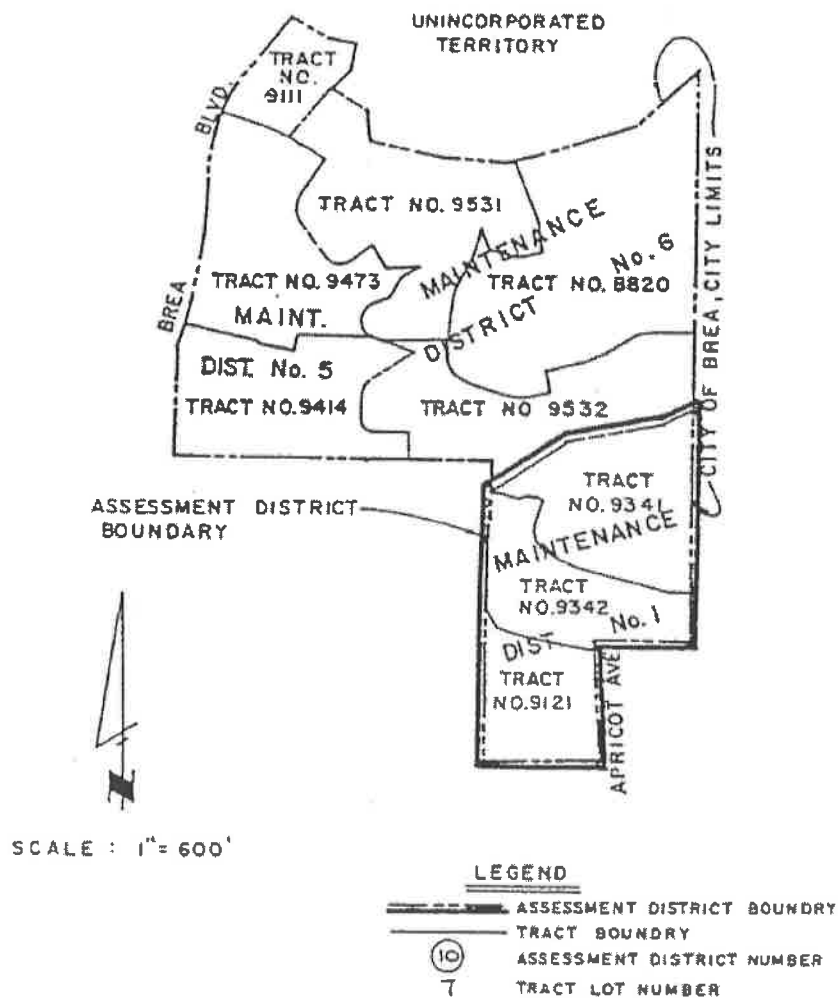 UNINCORPORATED
TERRITORY
TRACT
NO.
9111
BLVD.
BREA
TRACT NO. 9531
MAINTENANCE
DISTRICT
No. 6
TRACT NO. 8820
TRACT NO. 9473
MAINT.
DIST. No. 5
TRACT NO. 9414
TRACT NO 9532
CITY OF BREA, CITY LIMITS
ASSESSMENT DISTRICT
BOUNDARY
TRACT
NO. 9341
MAINTENANCE
TRACT
NO. 9342
DIST
No. 1
TRACT
NO. 9121
APRICOT AVE
N
SCALE : 1"= 600'
LEGEND
ASSESSMENT DISTRICT BOUNDRY
TRACT BOUNDRY
10 ASSESSMENT DISTRICT NUMBER
7 TRACT LOT NUMBER